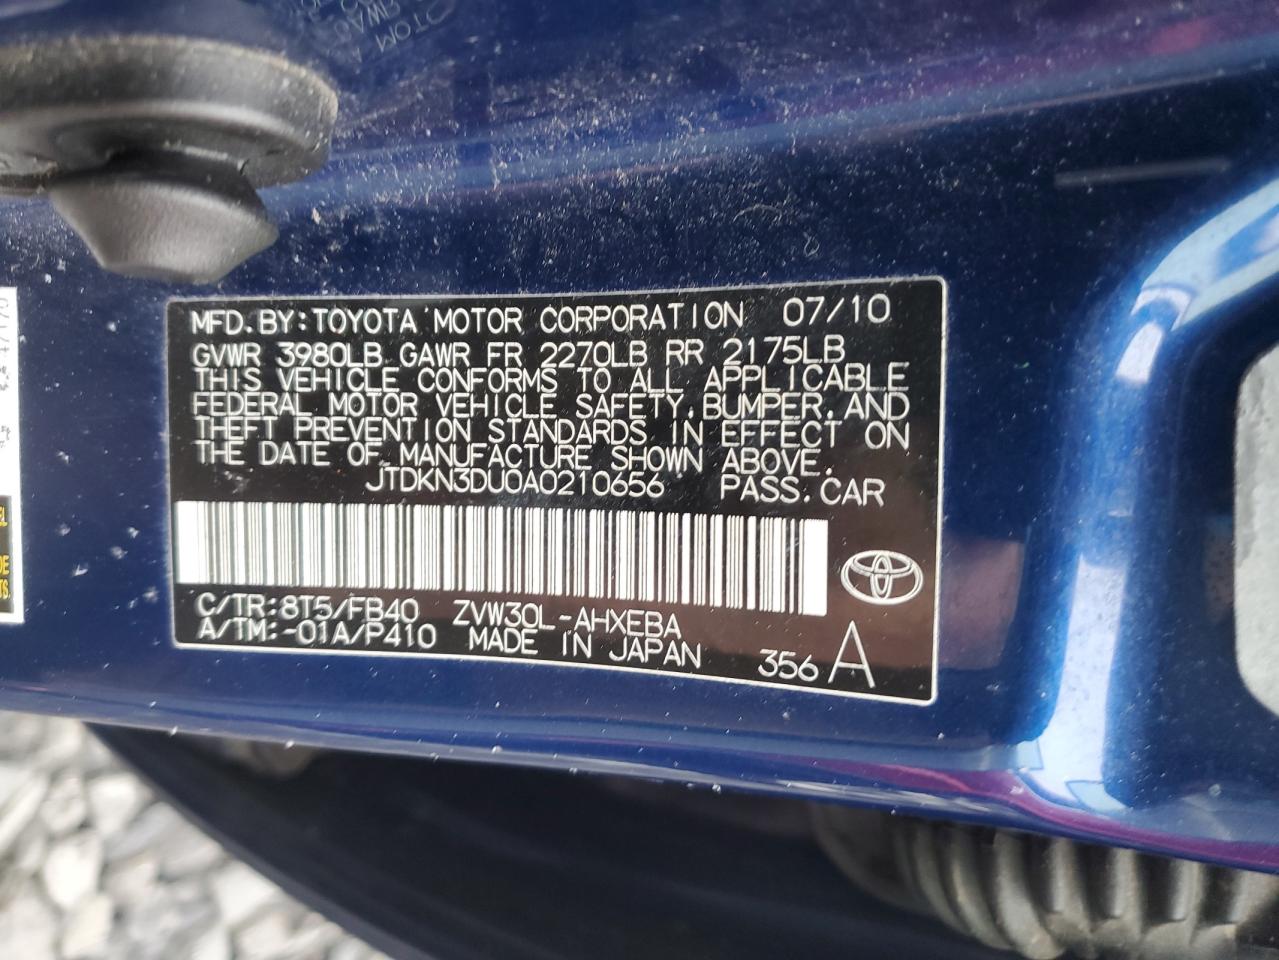 MFD.BY:TOYOTA MOTOR CORPORATION 07/10
GVWR 3980LB GAWR FR 2270LB RR 2175LB
THIS VEHICLE CONFORMS TO ALL APPLICABLE
FEDERAL MOTOR VEHICLE SAFETY,BUMPER,AND
THEFT PREVENTION STANDARDS IN EFFECT ON
THE DATE OF MANUFACTURE SHOWN ABOVE.
JTDKN3DU0A0210656 PASS.CAR
C/TR:8T5/FB40 ZVW30L-AHXEBA
A/TM:-01A/P410 MADE IN JAPAN 356 A